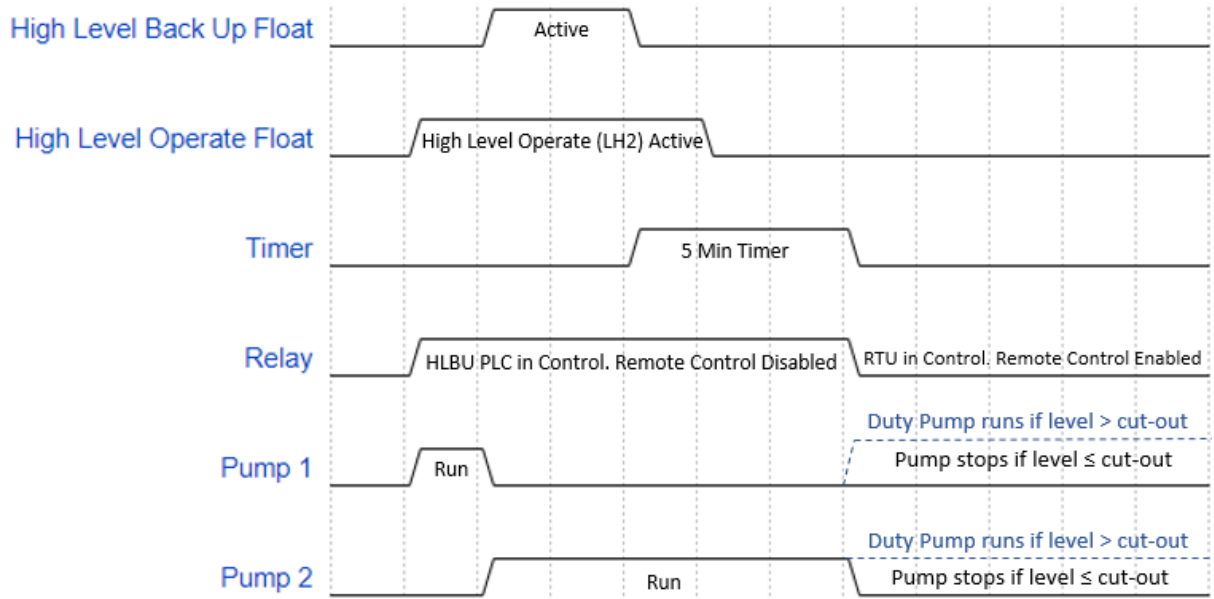 High Level Back Up Float
Active
High Level Operate Float
High Level Operate (LH2) Active
Timer
5 Min Timer
Relay
HLBU PLC in Control. Remote Control Disabled
RTU in Control. Remote Control Enabled
Duty Pump runs if level > cut-out
Pump 1
Run
Pump stops if level ≤ cut-out
Duty Pump runs if level > cut-out
Pump 2
Run
Pump stops if level ≤ cut-out